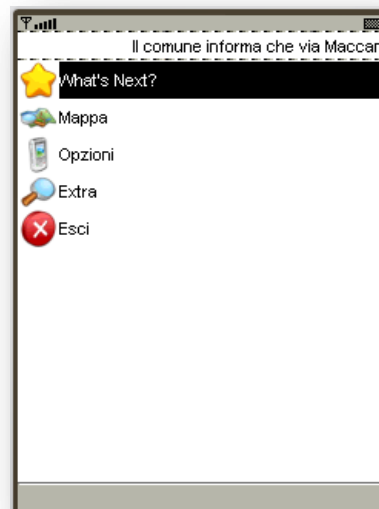 Il comune informa che via Maccar
What's Next?
Mappa
Opzioni
Extra
Esci